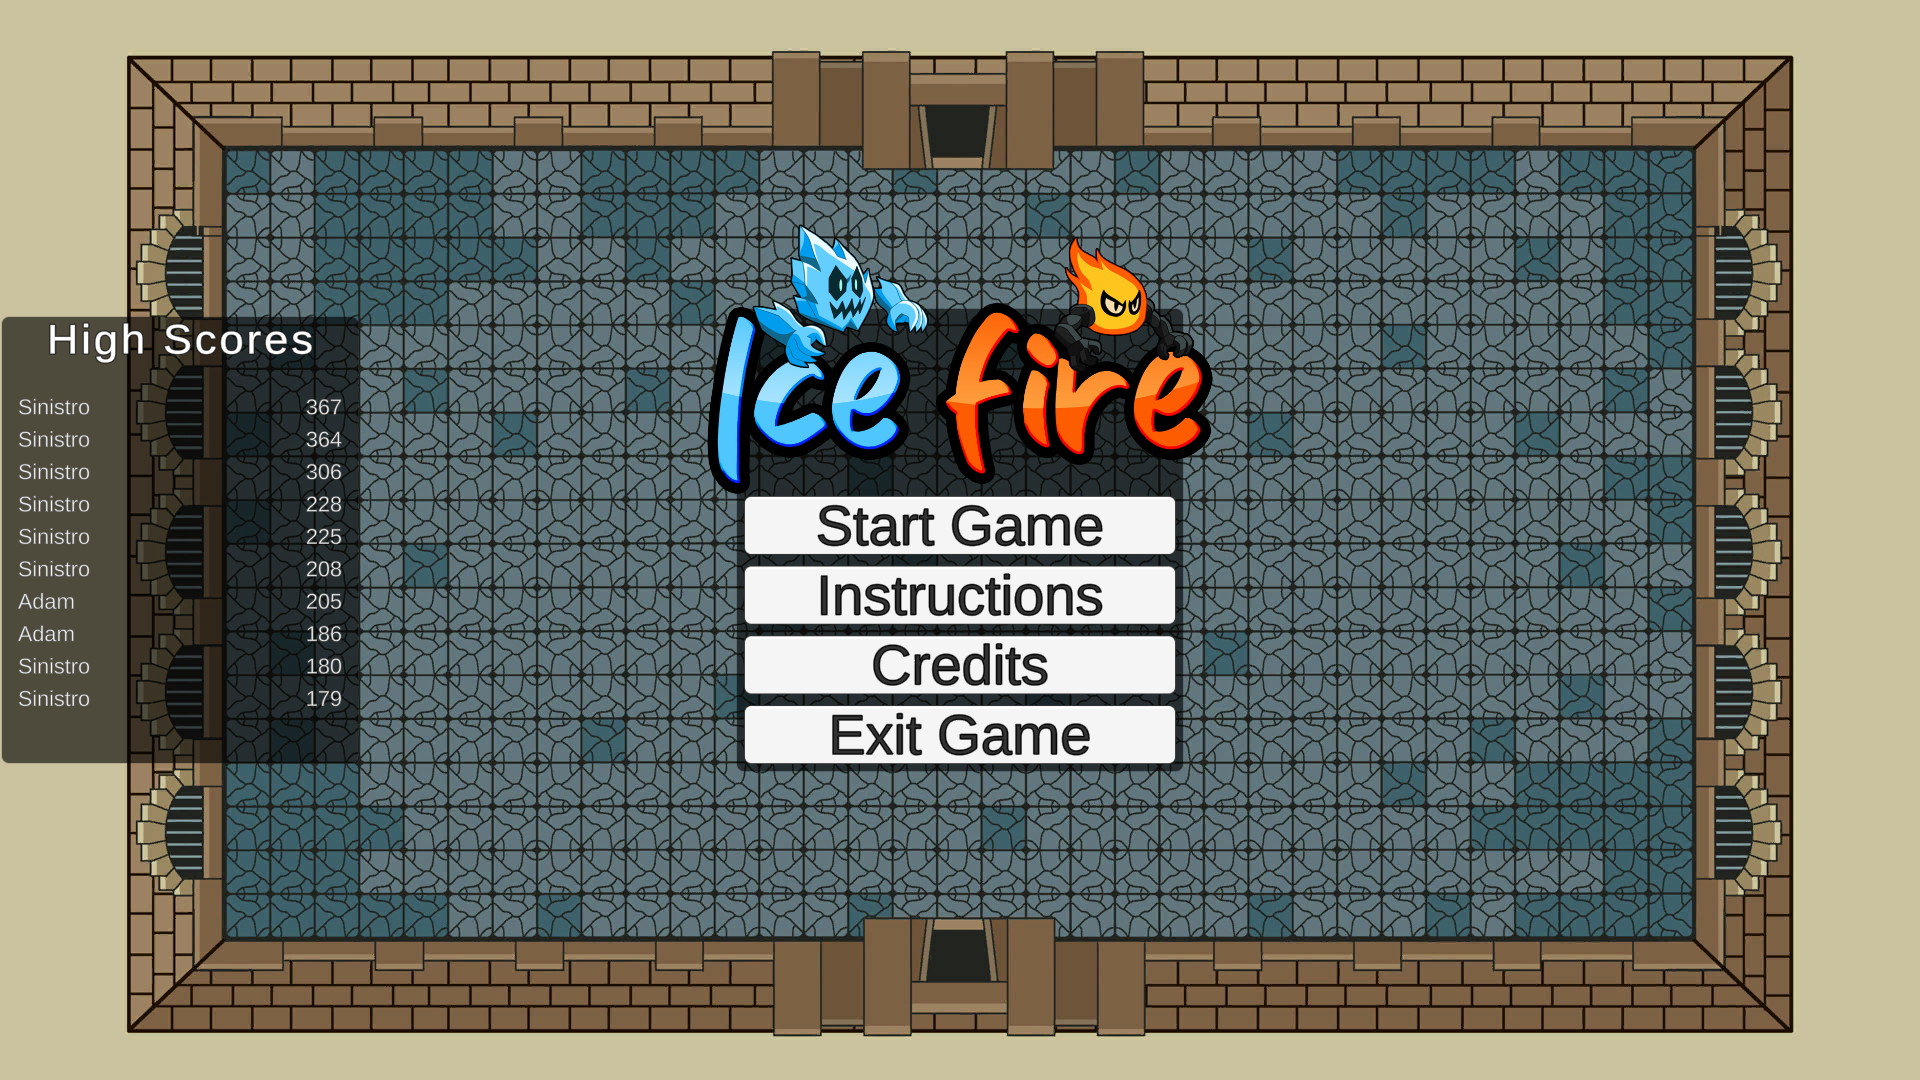 Ice fire
High Scores
Sinistro 367
Sinistro 364
Sinistro 306
Sinistro 228
Sinistro 225
Sinistro 208
Adam 205
Adam 186
Sinistro 180
Sinistro 179
Start Game
Instructions
Credits
Exit Game